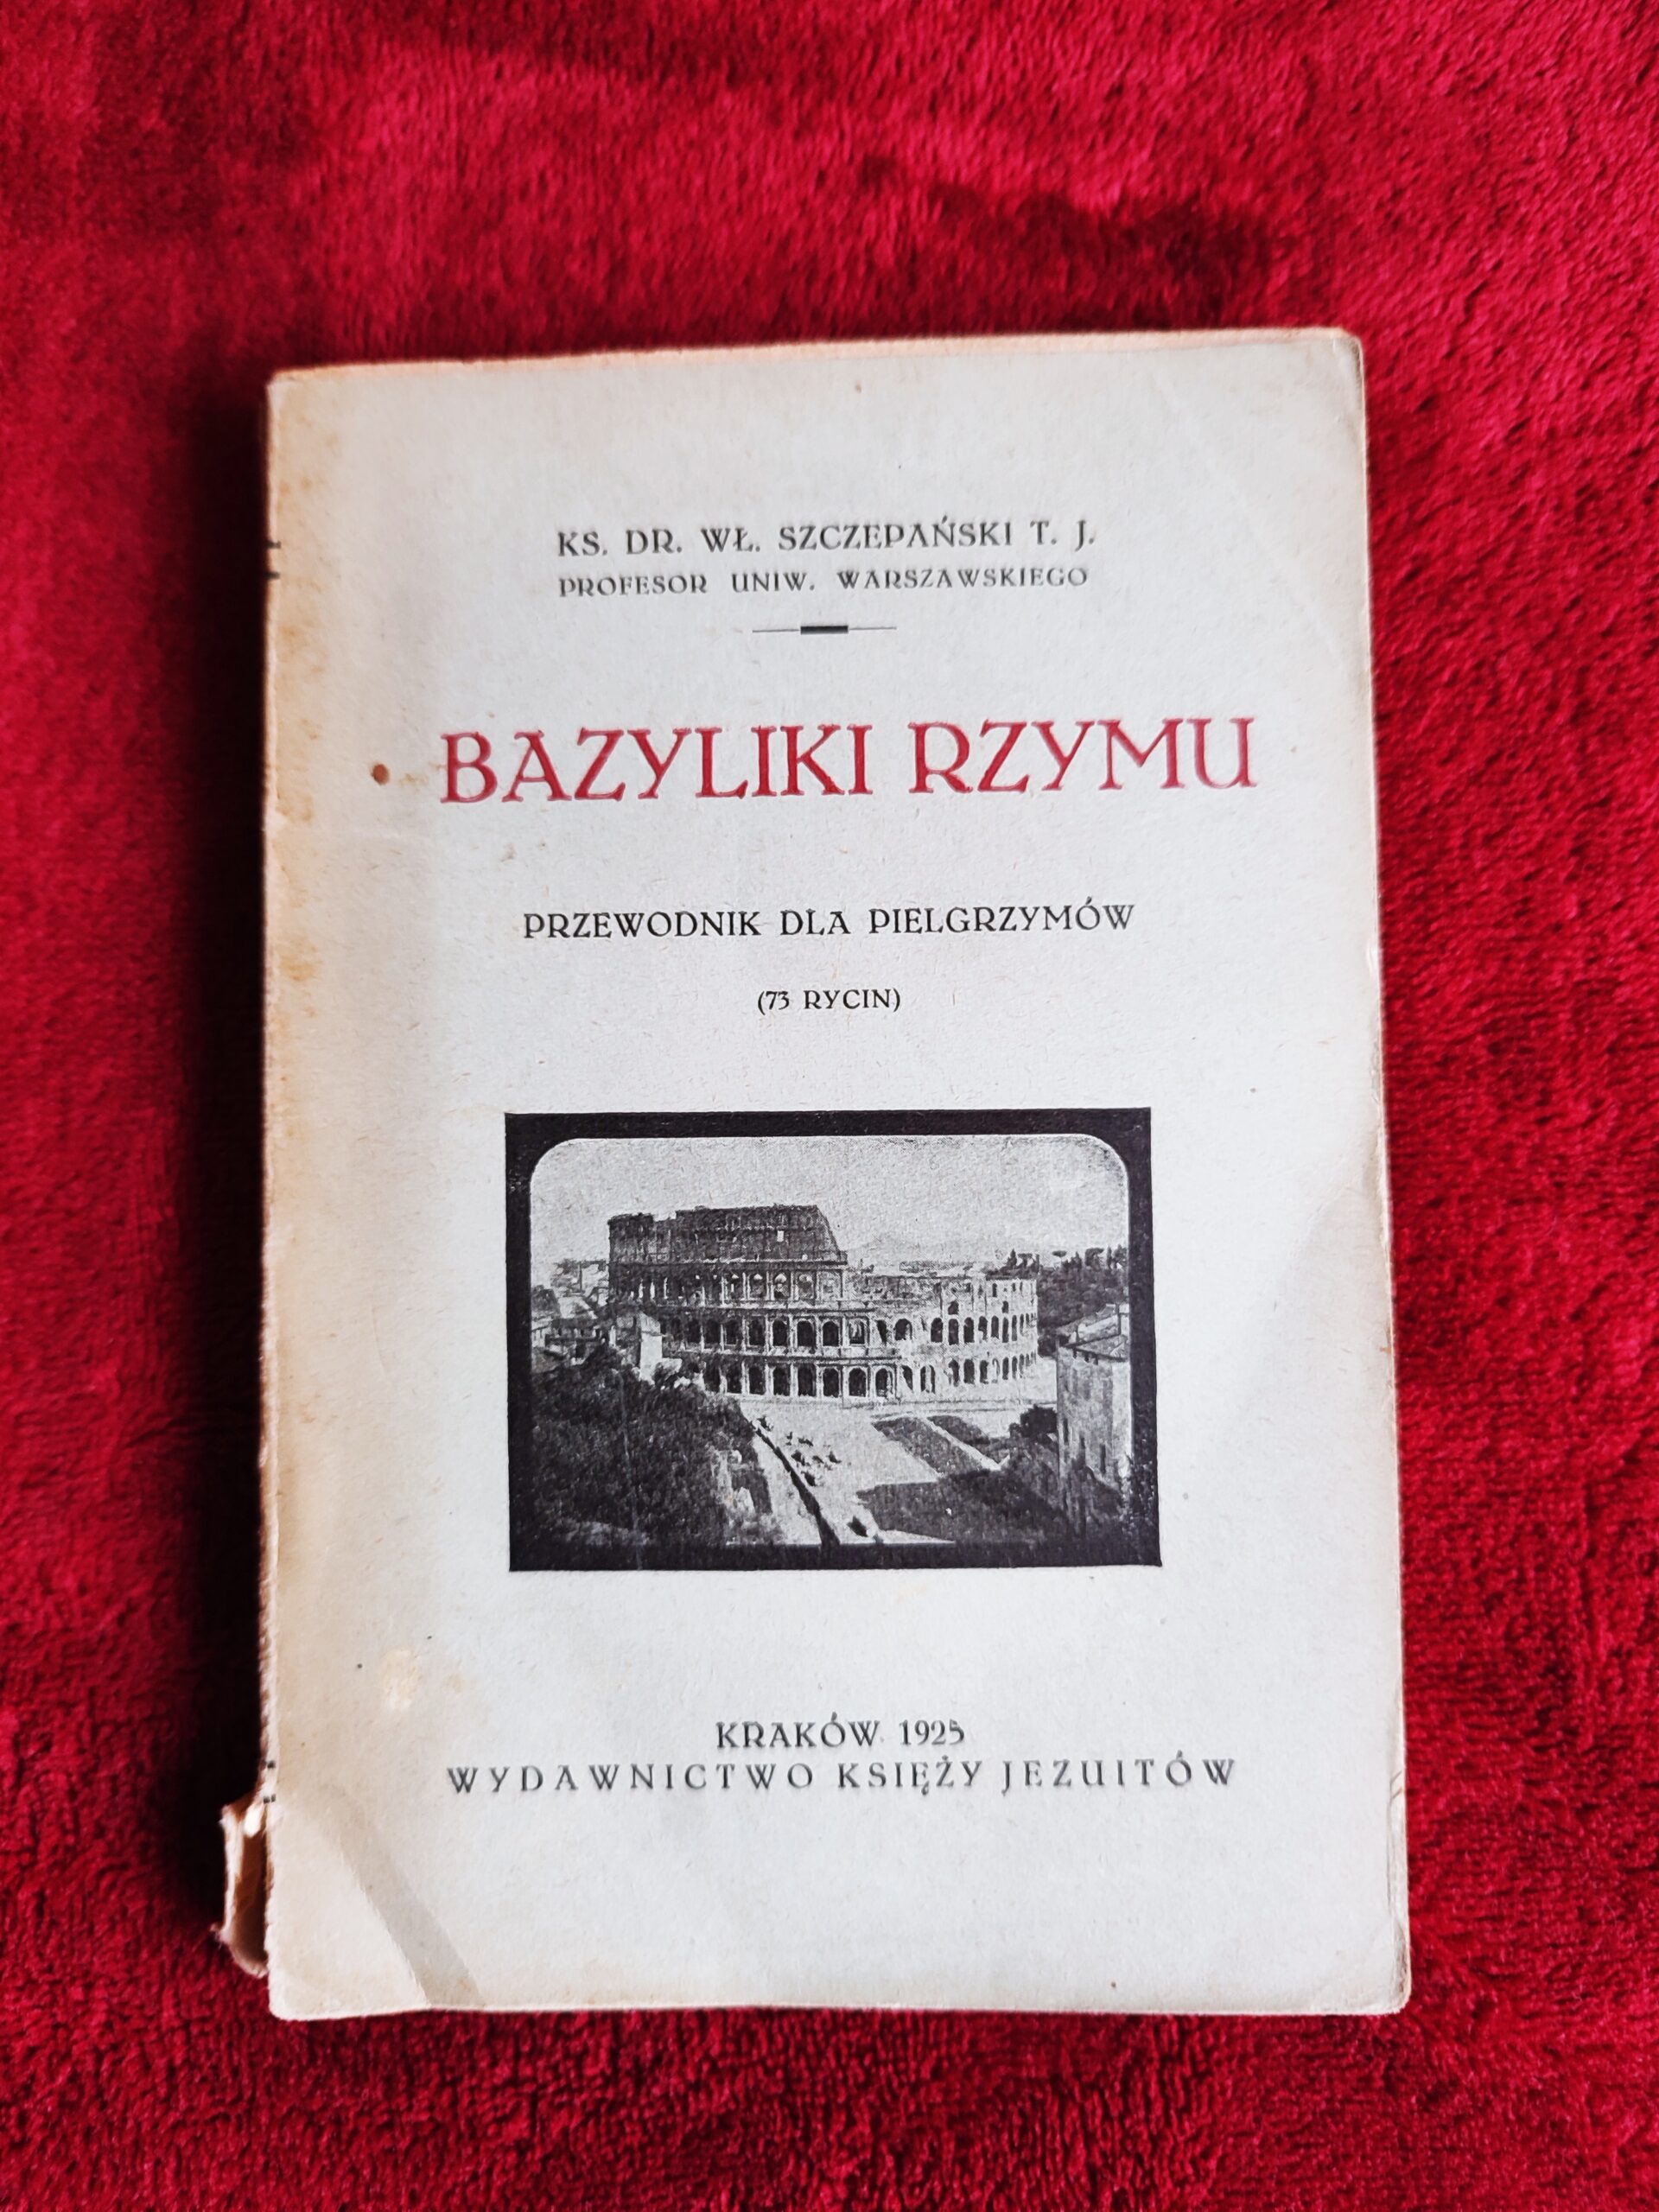 KS. DR. WŁ. SZCZEPAŃSKI T. J.
PROFESOR UNIW. WARSZAWSKIEGO
BAZYLIKI RZYMU
PRZEWODNIK DLA PIELGRZYMÓW
(73 RYCIN)
KRAKÓW 1925
WYDAWNICTWO KSIĘŻY JEZUITÓW